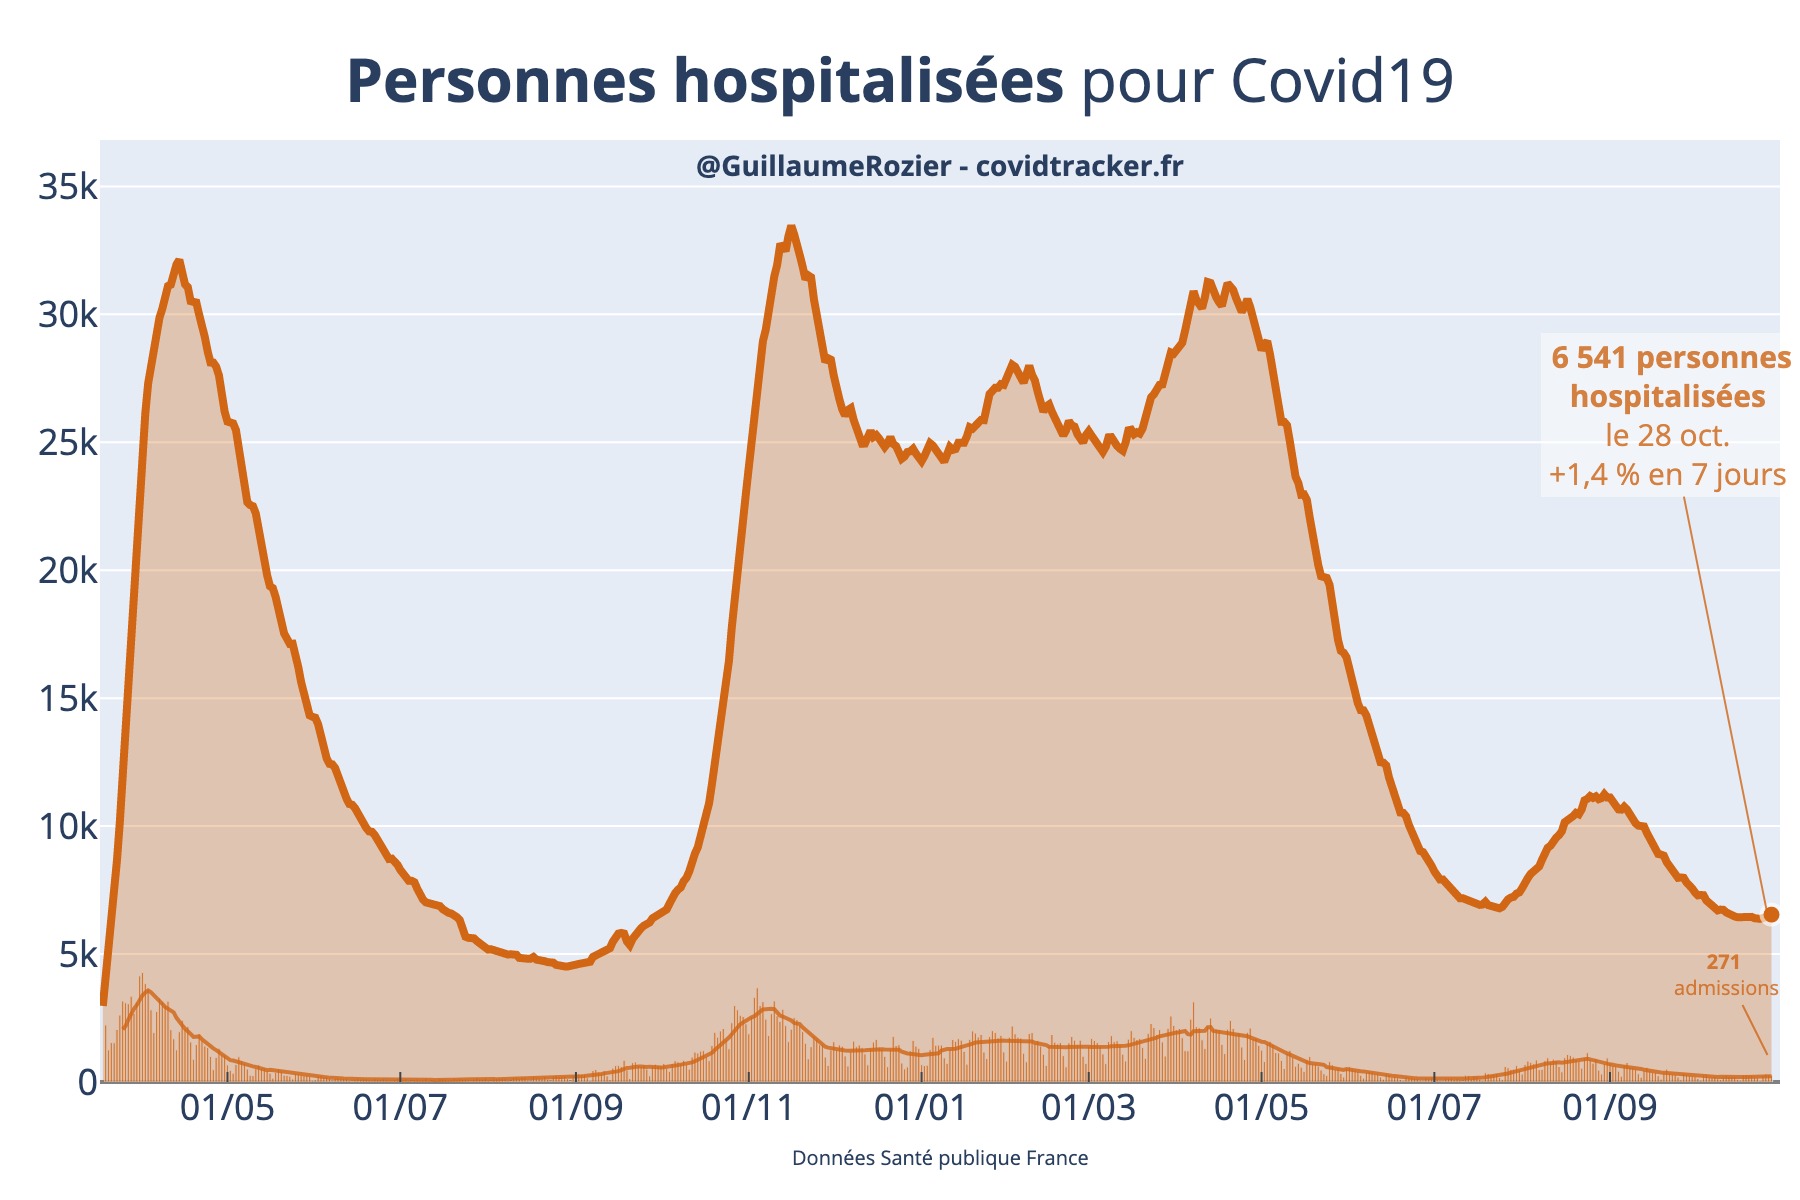 Personnes hospitalisées pour Covid19
@GuillaumeRozier - covidtracker.fr
35k
30k
25k
20k
15k
10k
5k
0
6 541 personnes
hospitalisées
le 28 oct.
+1,4 % en 7 jours
271
admissions
01/05
01/07
01/09
01/11
01/01
01/03
01/05
01/07
01/09
Données Santé publique France